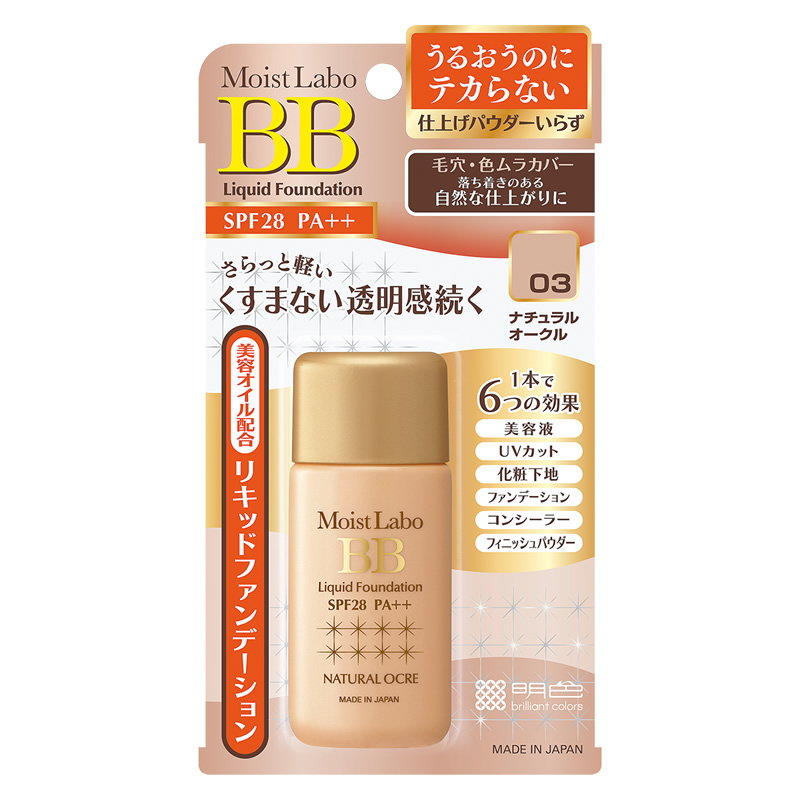 Moist Labo
BB
Liquid Foundation
SPF28 PA++
うるおうのに
テカらない
仕上げパウダーいらず
毛穴・色ムラカバー
落ち着きのある
自然な仕上がりに
さらっと軽い
くすまない透明感続く
03
ナチュラル
オークル
美容オイル配合
リキッドファンデーション
1本で
6つの効果
美容液
UVカット
化粧下地
ファンデーション
コンシーラー
フィニッシュパウダー
Moist Labo
BB
Liquid Foundation
SPF28 PA++
NATURAL OCRE
MADE IN JAPAN
明色
brilliant colors
MADE IN JAPAN